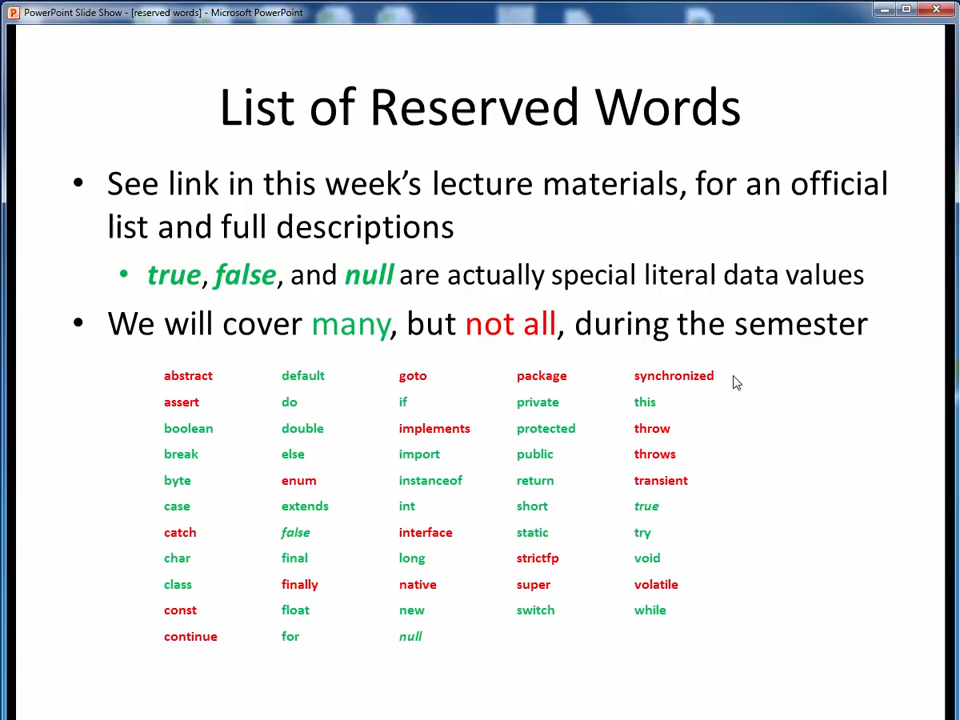 PowerPoint Slide Show - [reserved words] - Microsoft PowerPoint
List of Reserved Words
• See link in this week's lecture materials, for an official
list and full descriptions
• true, false, and null are actually special literal data values
• We will cover many, but not all, during the semester
abstract default goto package synchronized
assert do if private this
boolean double implements protected throw
break else import public throws
byte enum instanceof return transient
case extends int short true
catch false interface static try
char final long strictfp void
class finally native super volatile
const float new switch while
continue for null